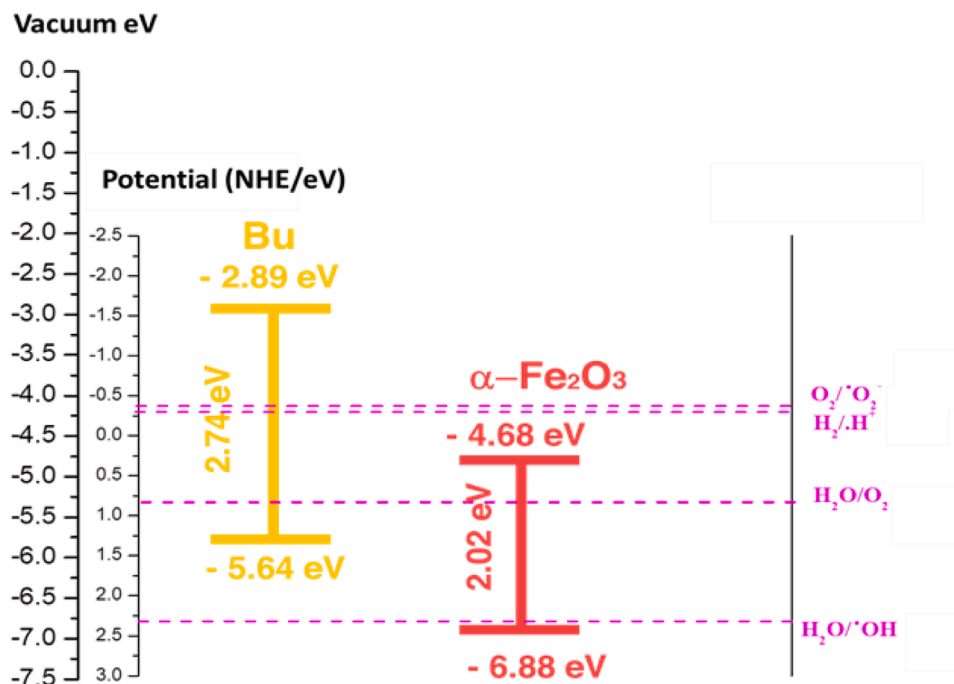 Vacuum eV
0.0
-0.5
-1.0
-1.5
-2.0
-2.5
-3.0
-3.5
-4.0
-4.5
-5.0
-5.5
-6.0
-6.5
-7.0
-7.5
Potential (NHE/eV)
-2.5
-2.0
-1.5
-1.0
-0.5
0.0
0.5
1.0
1.5
2.0
2.5
3.0
Bu
- 2.89 eV
2.74 eV
- 5.64 eV
α–Fe₂O₃
- 4.68 eV
2.02 eV
- 6.88 eV
O₂/•O₂⁻
H₂/.H⁺
H₂O/O₂
H₂O/•OH